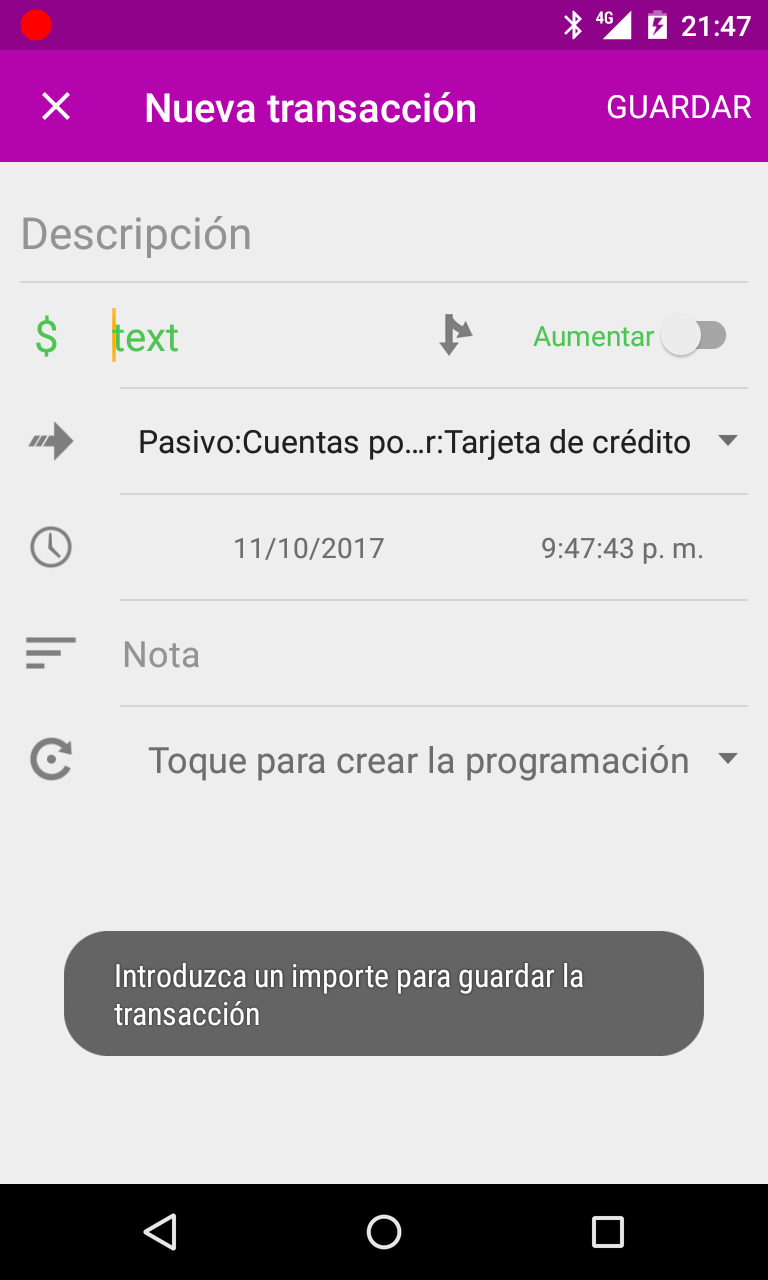 4G 21:47
Nueva transacción GUARDAR
Descripción
$ text Aumentar
Pasivo:Cuentas po...r:Tarjeta de crédito
11/10/2017 9:47:43 p. m.
Nota
Toque para crear la programación
Introduzca un importe para guardar la
transacción